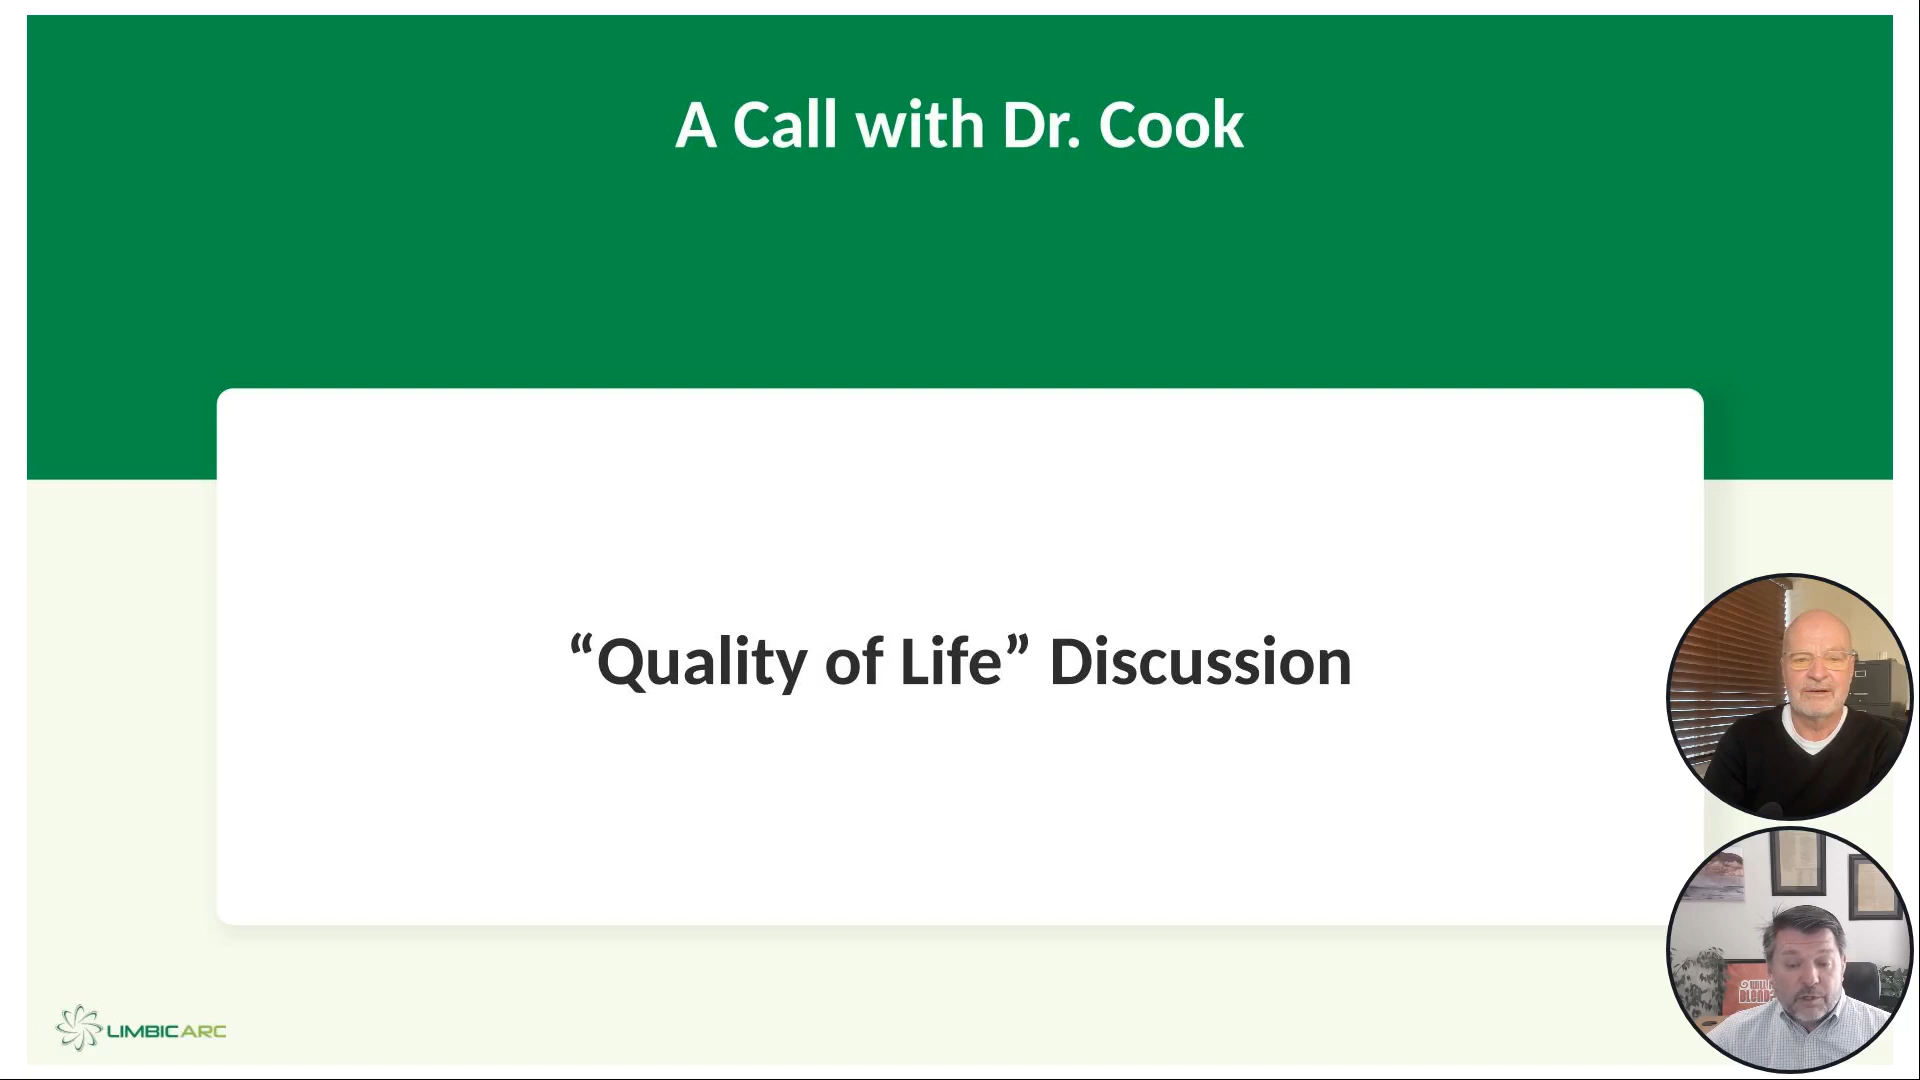 A Call with Dr. Cook
“Quality of Life” Discussion
LIMBICARC